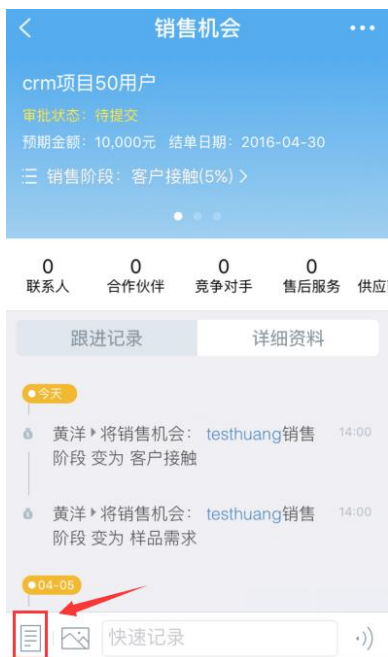 销售机会
crm项目50用户
审批状态：待提交
预期金额：10,000元 结单日期：2016-04-30
销售阶段：客户接触(5%)
0 0 0 0
联系人 合作伙伴 竞争对手 售后服务 供应
跟进记录 详细资料
今天
黄洋 将销售机会： testhuang销售 14:00
阶段 变为 客户接触
黄洋 将销售机会： testhuang销售 14:00
阶段 变为 样品需求
04-05
快速记录